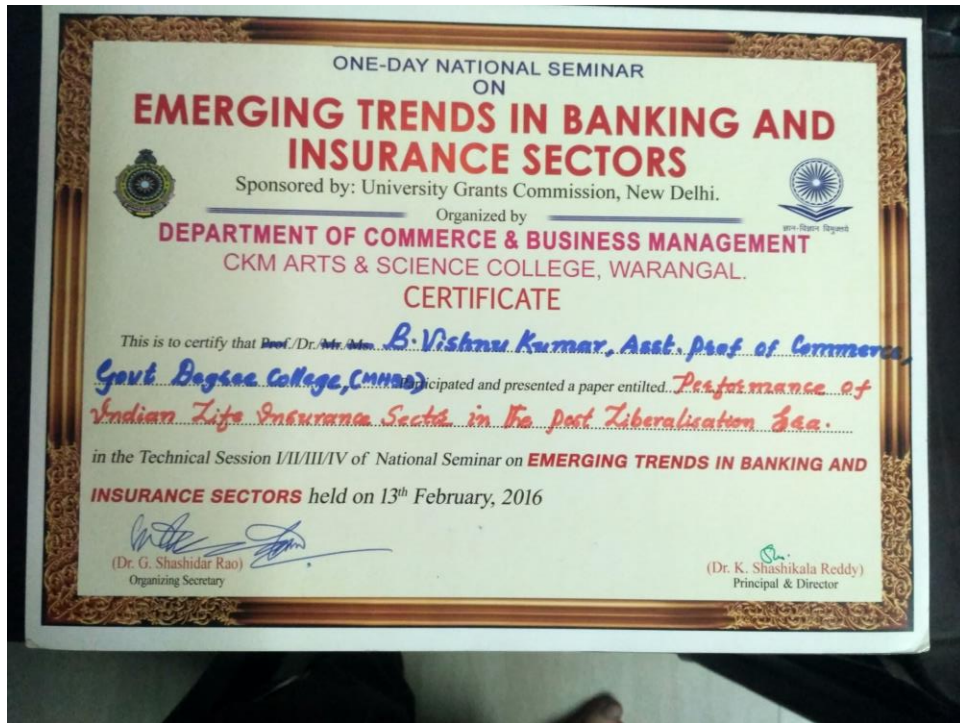 ONE-DAY NATIONAL SEMINAR
ON
EMERGING TRENDS IN BANKING AND
INSURANCE SECTORS
Sponsored by: University Grants Commission, New Delhi.
Organized by
ज्ञान-विज्ञान विमुक्तये
DEPARTMENT OF COMMERCE & BUSINESS MANAGEMENT
CKM ARTS & SCIENCE COLLEGE, WARANGAL.
CERTIFICATE
This is to certify that Prof./Dr./Mr./Ms. B. Vishnu Kumar, Asst. Prof of Commerce,
Govt Degree College, Participated and presented a paper entilted Performance of
Indian Life Insurance Sector in the post Liberalisation Era.
in the Technical Session I/II/III/IV of National Seminar on EMERGING TRENDS IN BANKING AND
INSURANCE SECTORS held on 13th February, 2016
(Dr. G. Shashidar Rao)
Organizing Secretary
(Dr. K. Shashikala Reddy)
Principal & Director